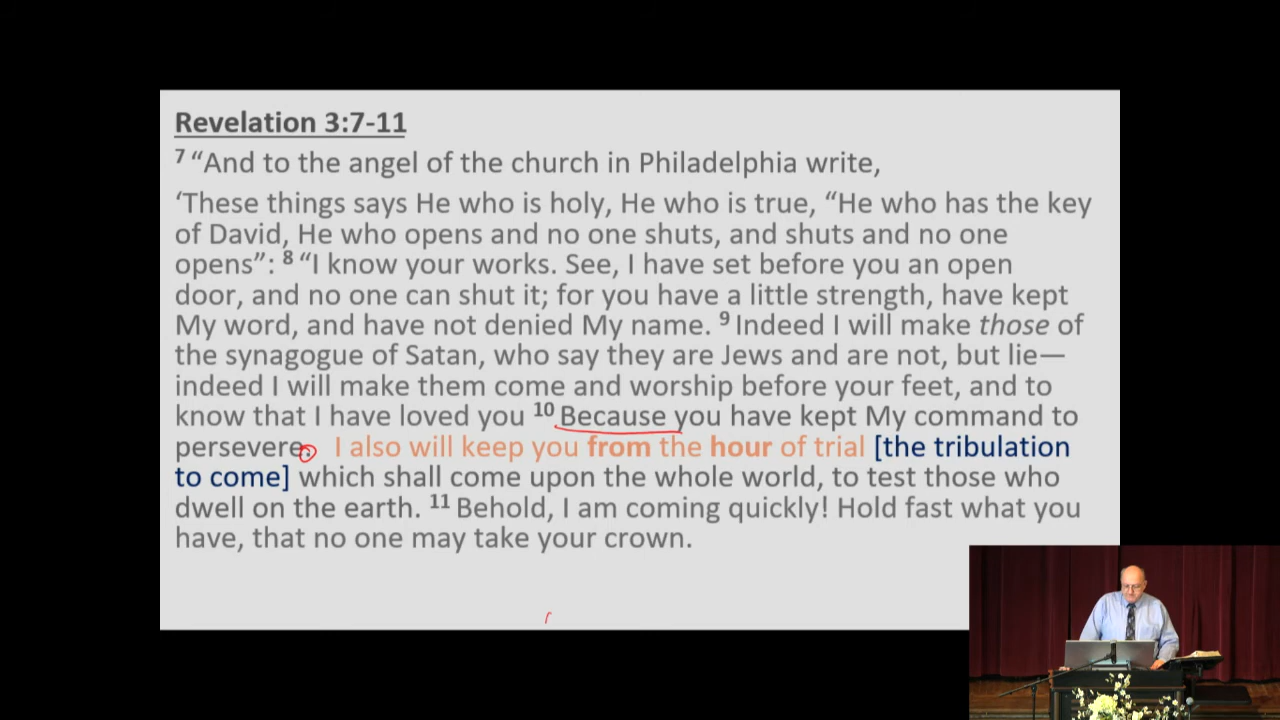 Revelation 3:7-11
7 “And to the angel of the church in Philadelphia write,
‘These things says He who is holy, He who is true, “He who has the key
of David, He who opens and no one shuts, and shuts and no one
opens”: 8 “I know your works. See, I have set before you an open
door, and no one can shut it; for you have a little strength, have kept
My word, and have not denied My name. 9 Indeed I will make those of
the synagogue of Satan, who say they are Jews and are not, but lie—
indeed I will make them come and worship before your feet, and to
know that I have loved you 10 Because you have kept My command to
persevere. I also will keep you from the hour of trial [the tribulation
to come] which shall come upon the whole world, to test those who
dwell on the earth. 11 Behold, I am coming quickly! Hold fast what you
have, that no one may take your crown.